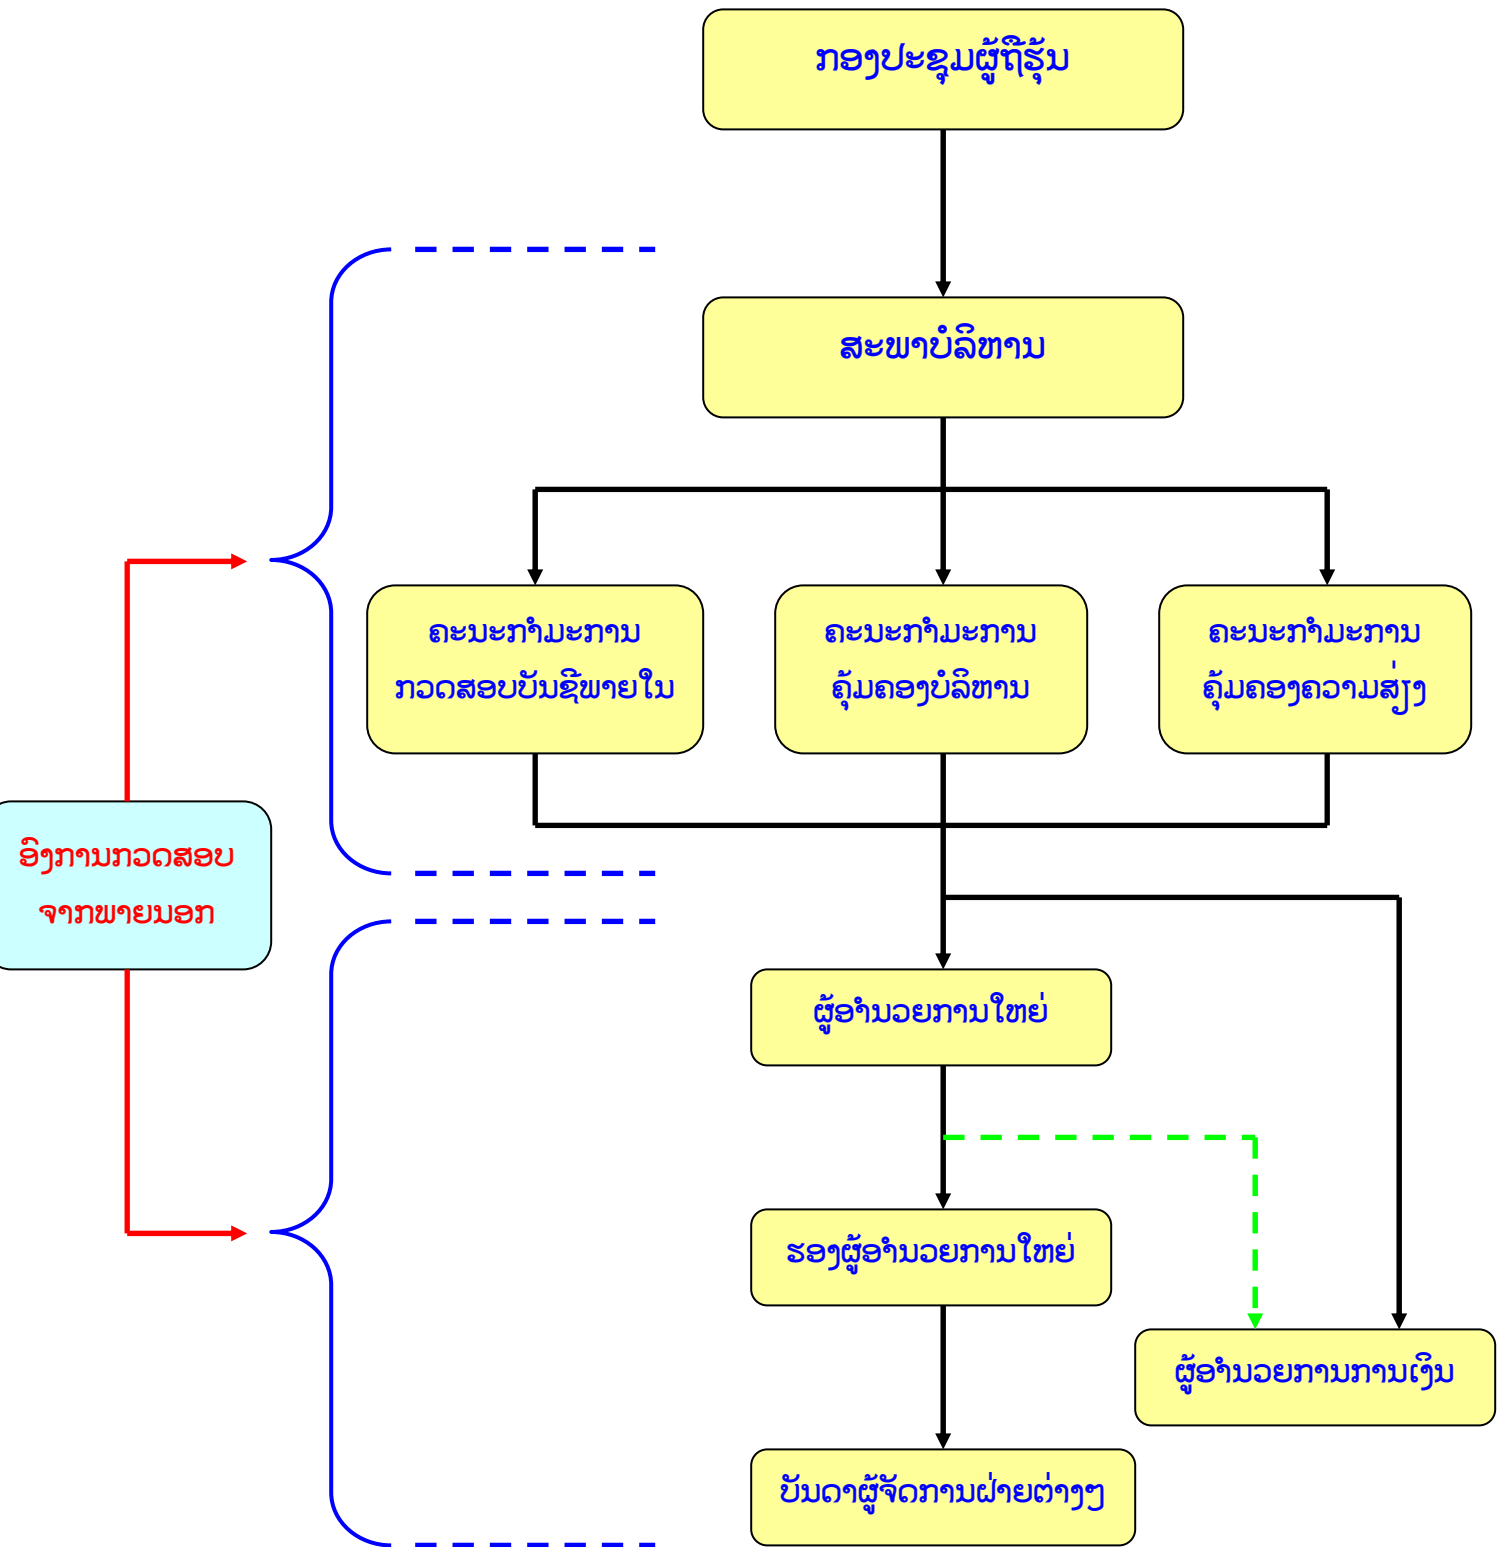 ກອງປະຊຸມຜູ້ຖືຮຸ້ນ
ສະພາບໍລິຫານ
ຄະນະກຳມະການ
ກວດສອບບັນຊີພາຍໃນ
ຄະນະກຳມະການ
ຄຸ້ມຄອງບໍລິຫານ
ຄະນະກຳມະການ
ຄຸ້ມຄອງຄວາມສ່ຽງ
ອົງການກວດສອບ
ຈາກພາຍນອກ
ຜູ້ອຳນວຍການໃຫຍ່
ຮອງຜູ້ອຳນວຍການໃຫຍ່
ຜູ້ອຳນວຍການການເງິນ
ບັນດາຜູ້ຈັດການຝ່າຍຕ່າງໆ